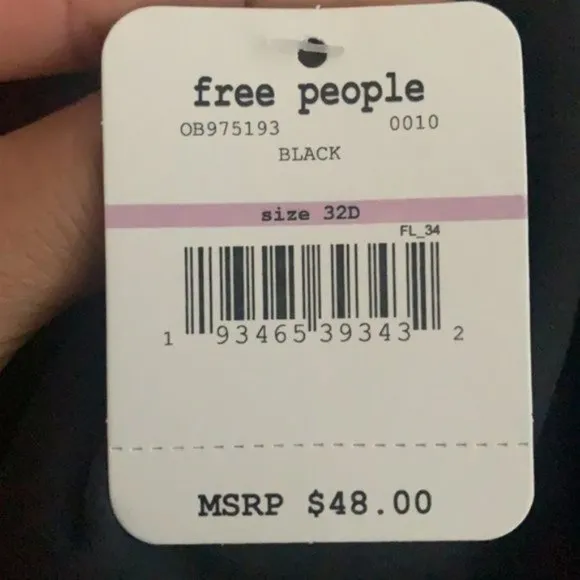 free people
OB975193 0010
BLACK
size 32D
FL_34
1 93465 39343 2
MSRP $48.00